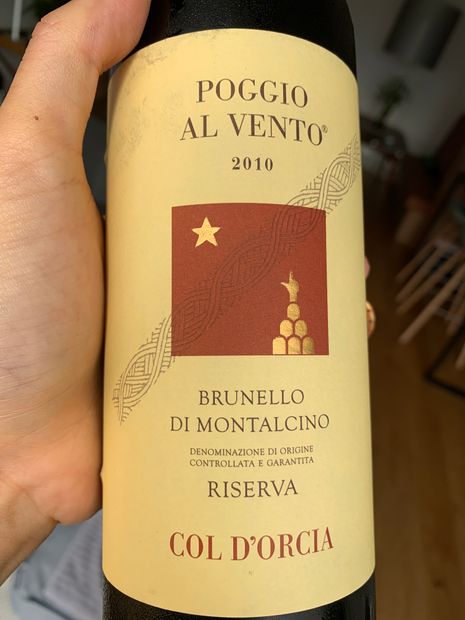 POGGIO
AL VENTO®
2010
BRUNELLO
DI MONTALCINO
DENOMINAZIONE DI ORIGINE
CONTROLLATA E GARANTITA
RISERVA
COL D'ORCIA